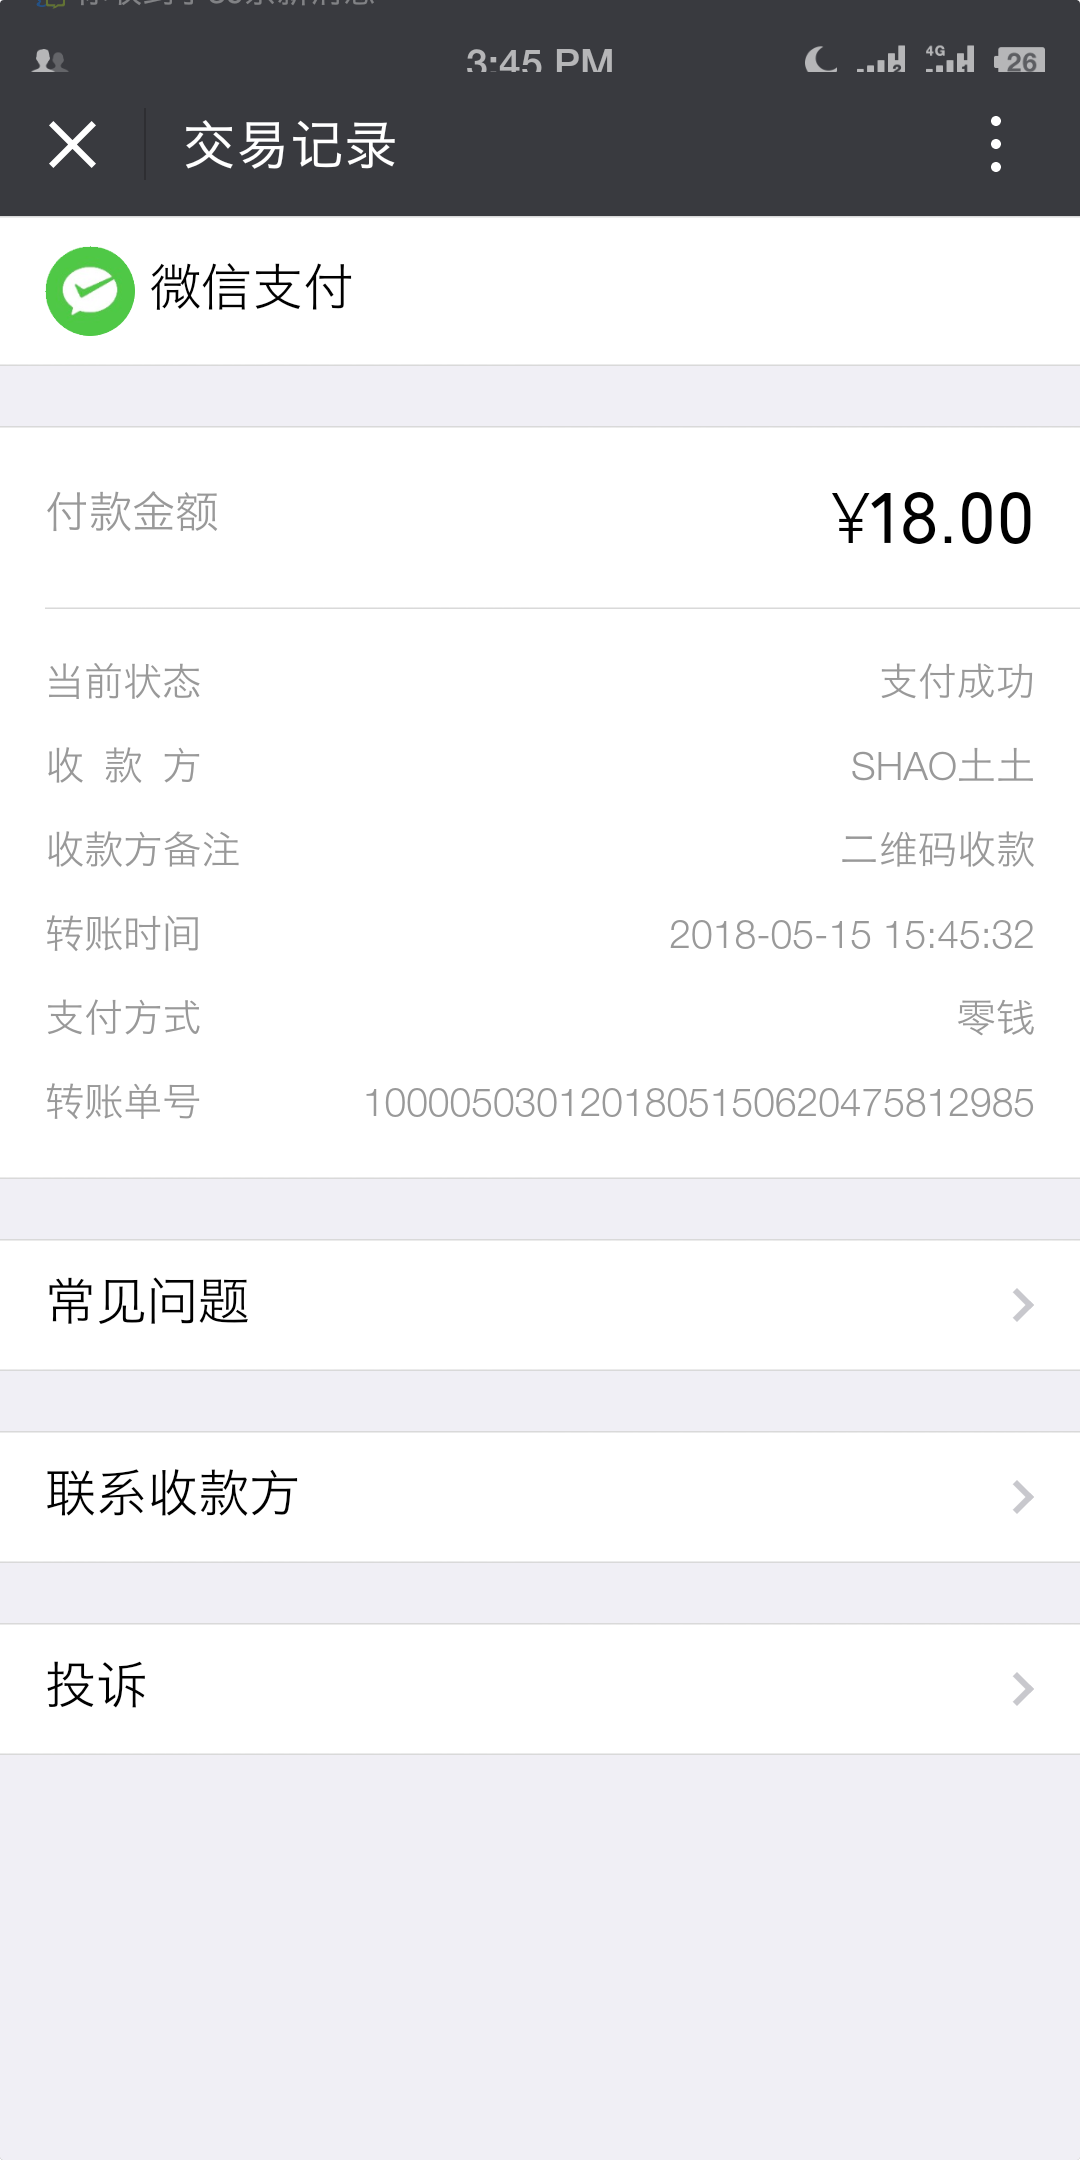 3:45 PM
4G
26
交易记录
微信支付
付款金额 ¥18.00
当前状态 支付成功
收 款 方 SHAO土土
收款方备注 二维码收款
转账时间 2018-05-15 15:45:32
支付方式 零钱
转账单号 1000050301201805150620475812985
常见问题
联系收款方
投诉